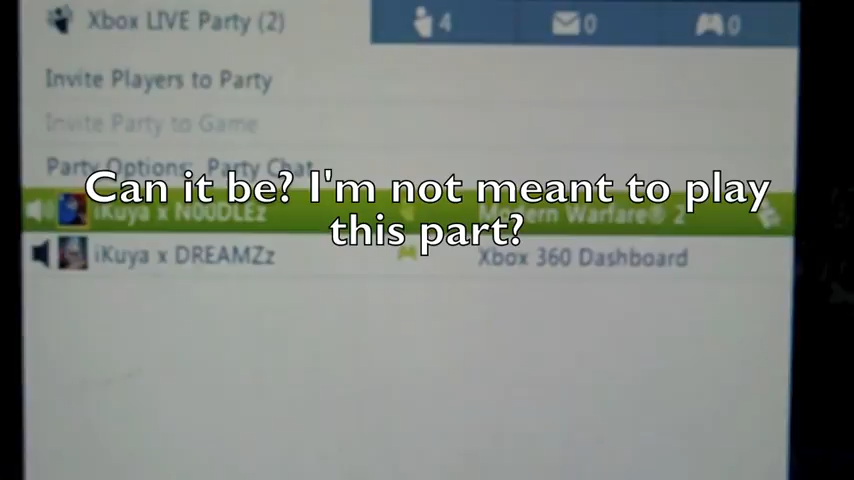 Xbox LIVE Party (2)
4
0
0
Invite Players to Party
Invite Party to Game
Party Options: Party Chat
Can it be? I'm not meant to play
this part?
iKuya x N00DLEz
Modern Warfare® 2
iKuya x DREAMZz
Xbox 360 Dashboard